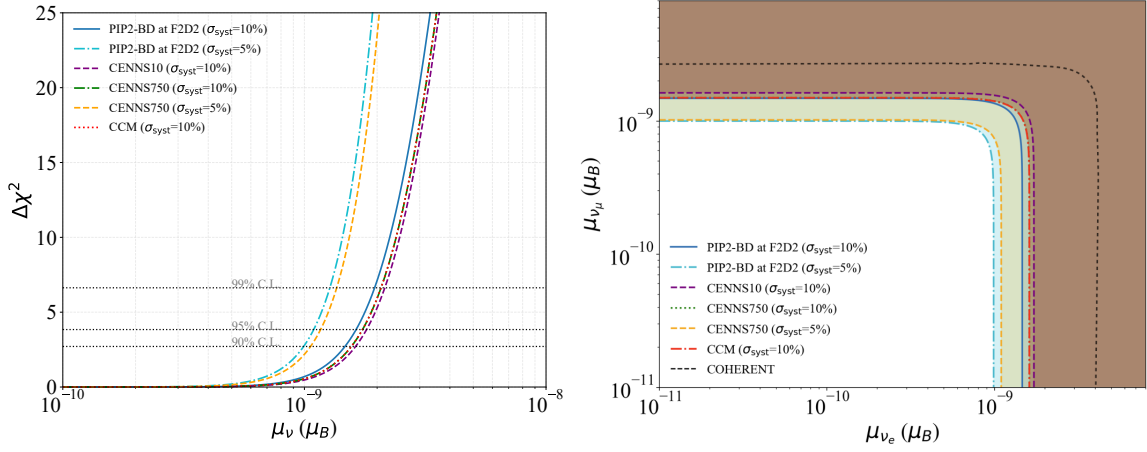 25
20
15
10
5
0
Δχ²
PIP2-BD at F2D2 (σsyst=10%)
PIP2-BD at F2D2 (σsyst=5%)
CENNS10 (σsyst=10%)
CENNS750 (σsyst=10%)
CENNS750 (σsyst=5%)
CCM (σsyst=10%)
99% C.L.
95% C.L.
90% C.L.
10⁻¹⁰
10⁻⁹
10⁻⁸
μν (μB)
10⁻⁹
10⁻¹⁰
10⁻¹¹
μνμ (μB)
PIP2-BD at F2D2 (σsyst=10%)
PIP2-BD at F2D2 (σsyst=5%)
CENNS10 (σsyst=10%)
CENNS750 (σsyst=10%)
CENNS750 (σsyst=5%)
CCM (σsyst=10%)
COHERENT
10⁻¹¹
10⁻¹⁰
10⁻⁹
μνe (μB)